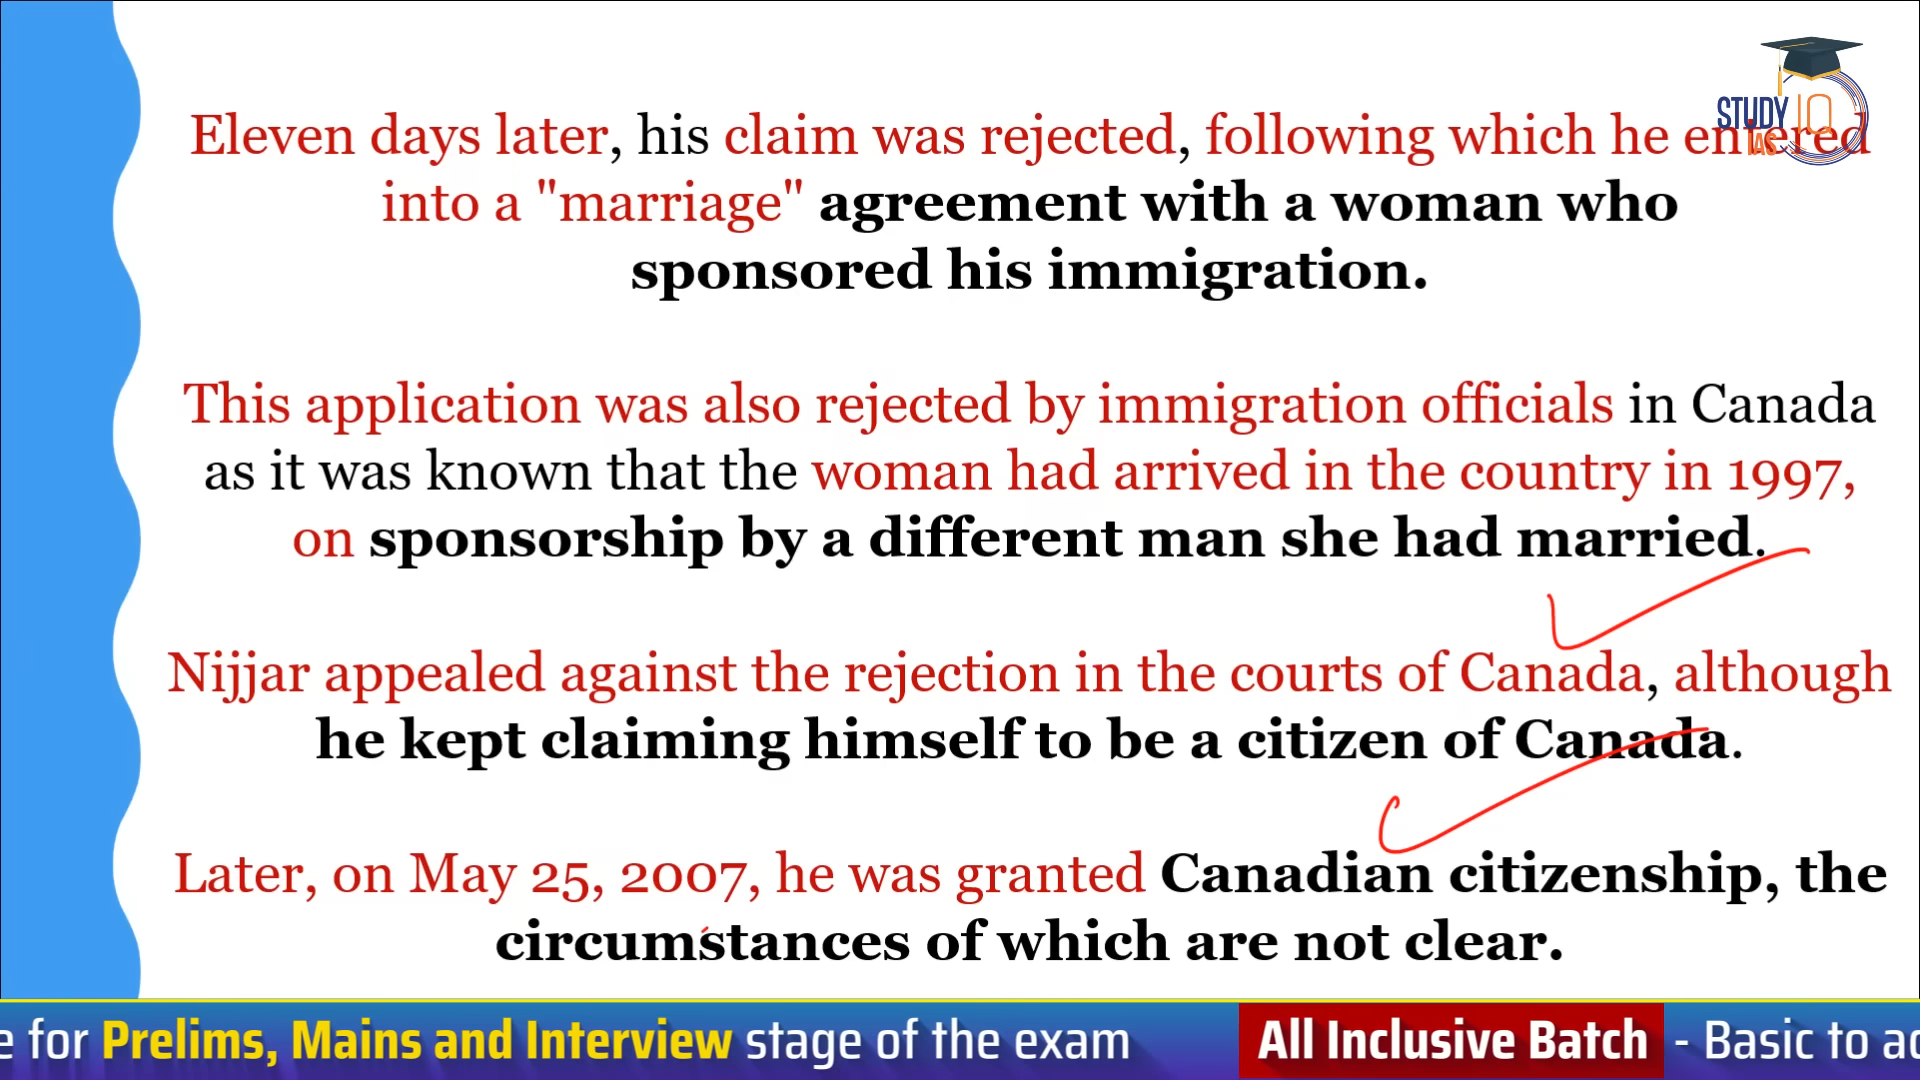 STUDY IQ
IAS
Eleven days later, his claim was rejected, following which he entered
into a "marriage" agreement with a woman who
sponsored his immigration.
This application was also rejected by immigration officials in Canada
as it was known that the woman had arrived in the country in 1997,
on sponsorship by a different man she had married.
Nijjar appealed against the rejection in the courts of Canada, although
he kept claiming himself to be a citizen of Canada.
Later, on May 25, 2007, he was granted Canadian citizenship, the
circumstances of which are not clear.
e for Prelims, Mains and Interview stage of the exam All Inclusive Batch - Basic to ad